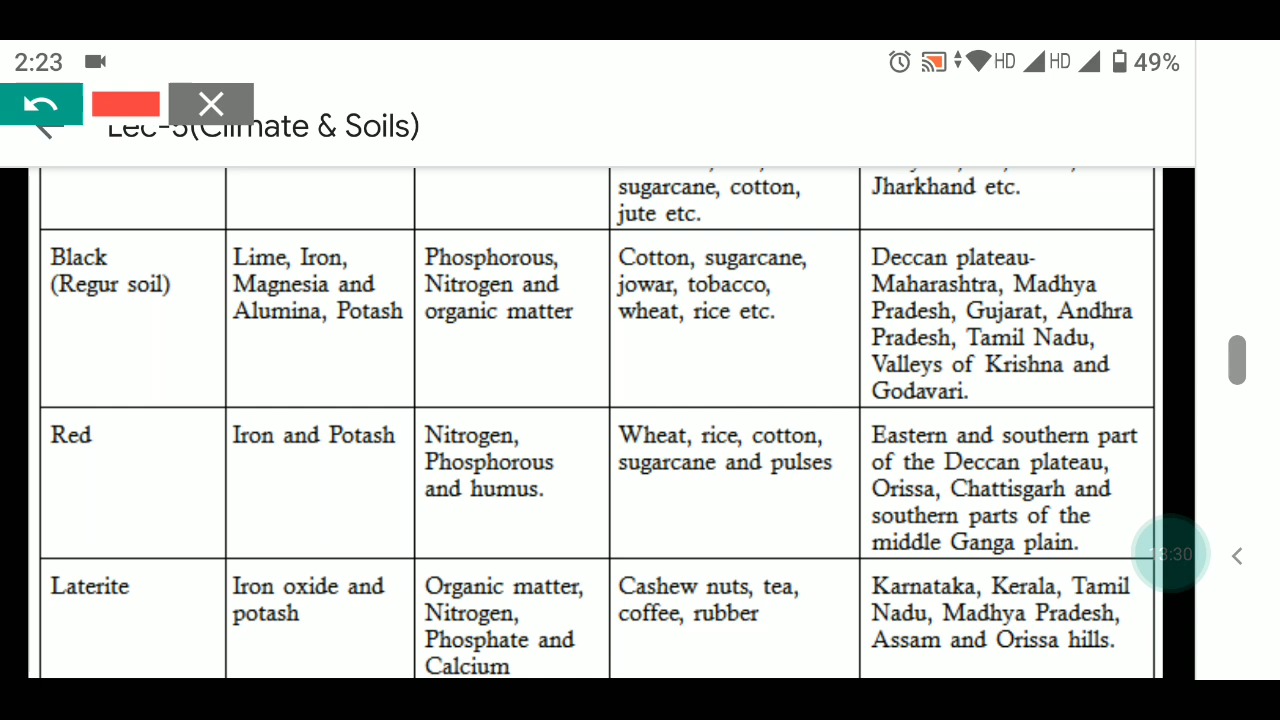 2:23
HD
HD
49%
Lec-5(Climate & Soils)
sugarcane, cotton,
jute etc.
Jharkhand etc.
Black
(Regur soil)
Lime, Iron,
Magnesia and
Alumina, Potash
Phosphorous,
Nitrogen and
organic matter
Cotton, sugarcane,
jowar, tobacco,
wheat, rice etc.
Deccan plateau-
Maharashtra, Madhya
Pradesh, Gujarat, Andhra
Pradesh, Tamil Nadu,
Valleys of Krishna and
Godavari.
Red
Iron and Potash
Nitrogen,
Phosphorous
and humus.
Wheat, rice, cotton,
sugarcane and pulses
Eastern and southern part
of the Deccan plateau,
Orissa, Chattisgarh and
southern parts of the
middle Ganga plain.
13:30
Laterite
Iron oxide and
potash
Organic matter,
Nitrogen,
Phosphate and
Calcium
Cashew nuts, tea,
coffee, rubber
Karnataka, Kerala, Tamil
Nadu, Madhya Pradesh,
Assam and Orissa hills.